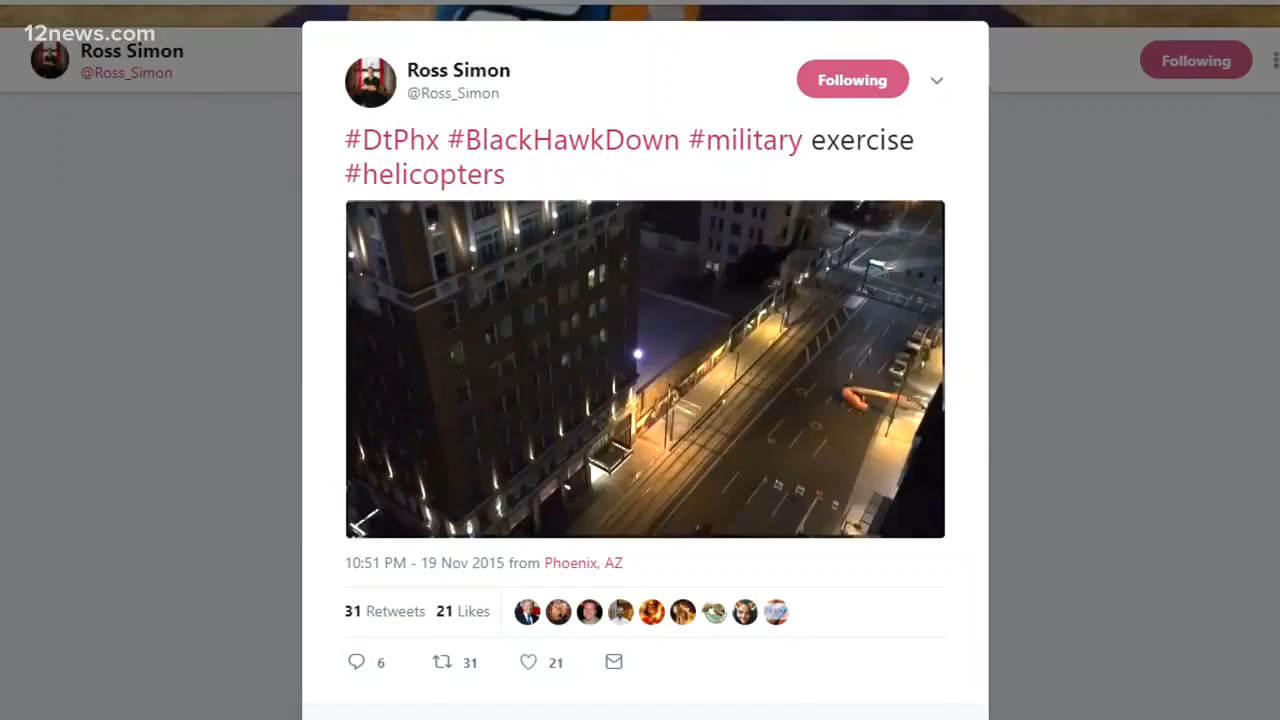 12news.com
Ross Simon
@Ross_Simon
Following
Ross Simon
@Ross_Simon
Following
#DtPhx #BlackHawkDown #military exercise
#helicopters
10:51 PM - 19 Nov 2015 from Phoenix, AZ
31 Retweets 21 Likes
6 31 21